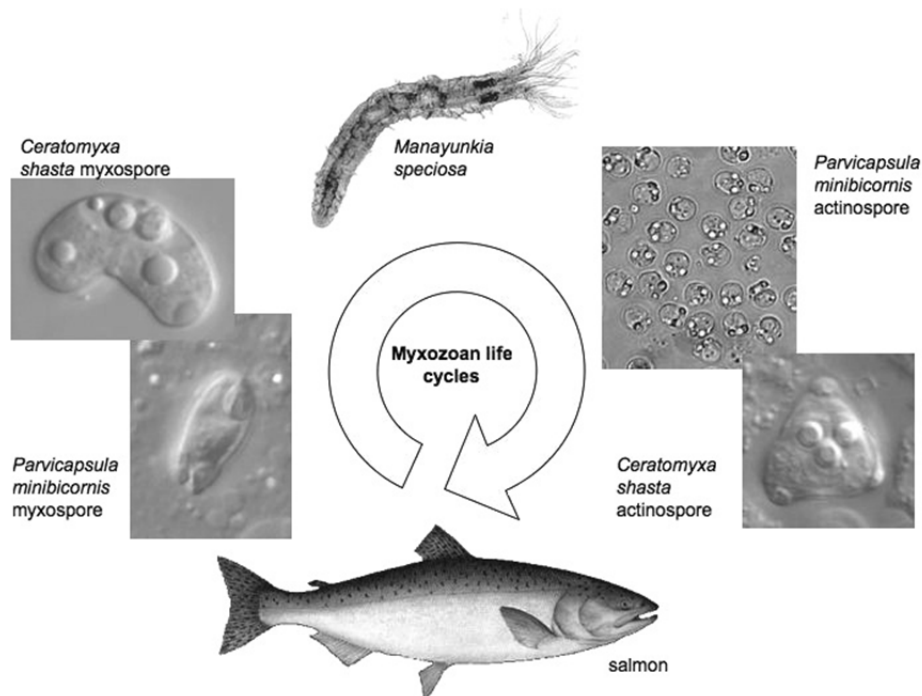 Ceratomyxa
shasta myxospore
Manayunkia
speciosa
Parvicapsula
minibicornis
actinospore
Myxozoan life
cycles
Parvicapsula
minibicornis
myxospore
Ceratomyxa
shasta
actinospore
salmon